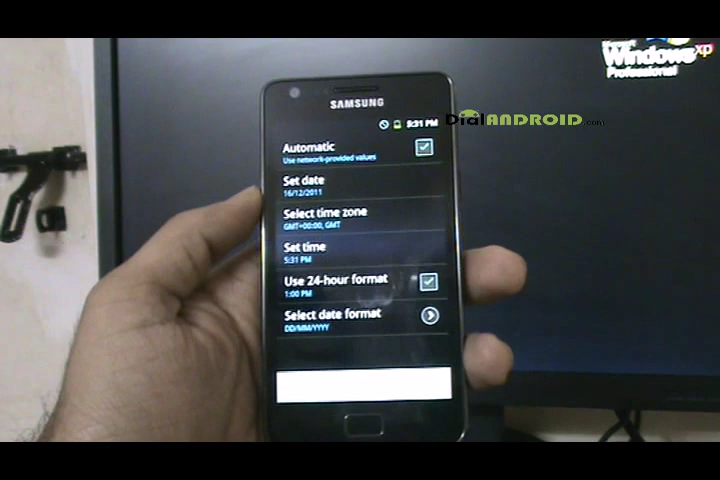 Microsoft
Windows xp
Professional
SAMSUNG
5:31 PM
DialANDROID.com
Automatic
Use network-provided values
Set date
16/12/2011
Select time zone
GMT+00:00, GMT
Set time
5:31 PM
Use 24-hour format
1:00 PM
Select date format
DD/MM/YYYY